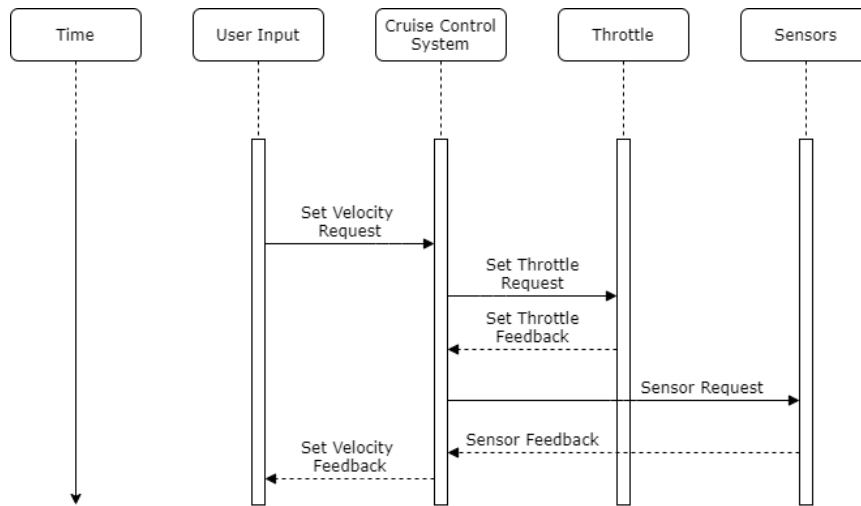 Time
User Input
Cruise Control
System
Throttle
Sensors
Set Velocity
Request
Set Throttle
Request
Set Throttle
Feedback
Sensor Request
Sensor Feedback
Set Velocity
Feedback